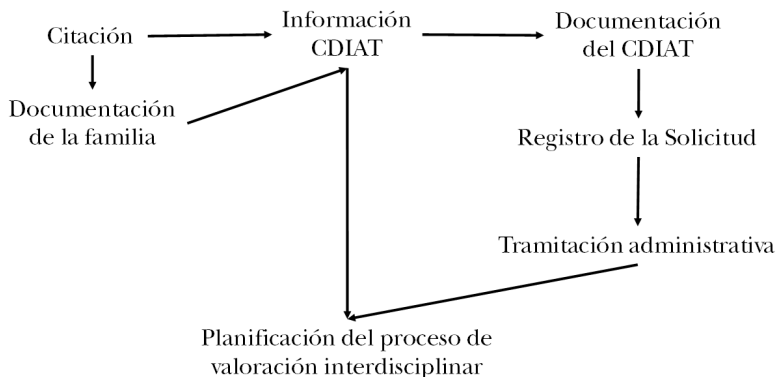 Citación
Información
CDIAT
Documentación
del CDIAT
Documentación
de la familia
Registro de la Solicitud
Tramitación administrativa
Planificación del proceso de
valoración interdisciplinar